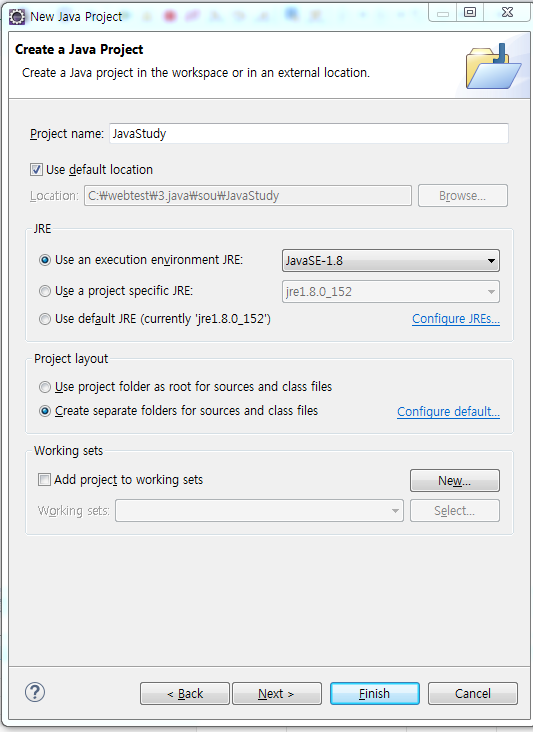 New Java Project
Create a Java Project
Create a Java project in the workspace or in an external location.
Project name: JavaStudy
Use default location
Location: C:₩webtest₩3.java₩sou₩JavaStudy Browse...
JRE
Use an execution environment JRE: JavaSE-1.8
Use a project specific JRE: jre1.8.0_152
Use default JRE (currently 'jre1.8.0_152') Configure JREs...
Project layout
Use project folder as root for sources and class files
Create separate folders for sources and class files Configure default...
Working sets
Add project to working sets New...
Working sets: Select...
? < Back Next > Finish Cancel